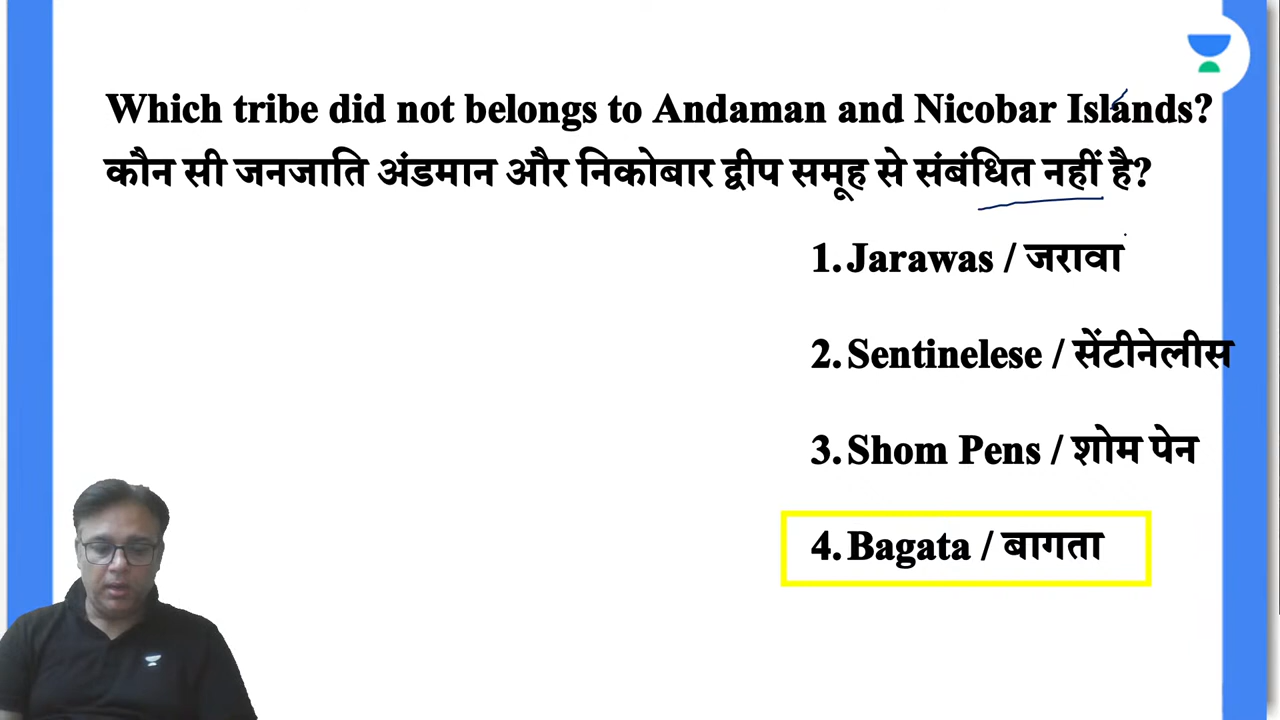 Which tribe did not belongs to Andaman and Nicobar Islands?
कौन सी जनजाति अंडमान और निकोबार द्वीप समूह से संबंधित नहीं है?
1. Jarawas / जरावा
2. Sentinelese / सेंटीनेलीस
3. Shom Pens / शोम पेन
4. Bagata / बागता